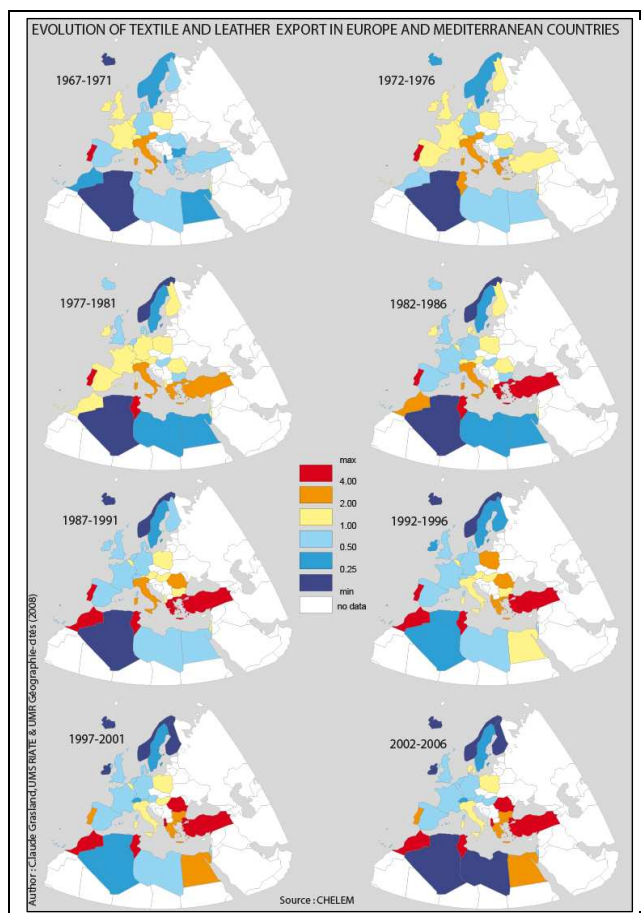 EVOLUTION OF TEXTILE AND LEATHER EXPORT IN EUROPE AND MEDITERRANEAN COUNTRIES
1967-1971
1972-1976
1977-1981
1982-1986
max
4.00
2.00
1.00
0.50
0.25
min
no data
1987-1991
1992-1996
1997-2001
2002-2006
Source : CHELEM
Author : Claude Grasland, UMS RIATE & UMR Géographie-cités (2008)